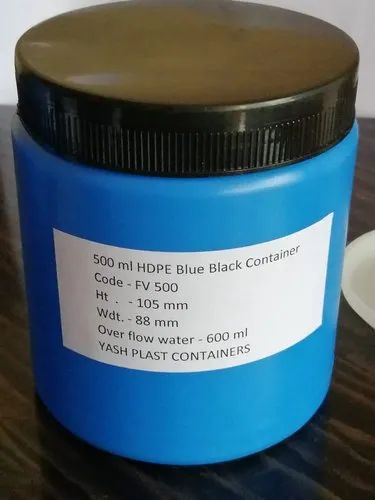 500 ml HDPE Blue Black Container
Code - FV 500
Ht . - 105 mm
Wdt. - 88 mm
Over flow water - 600 ml
YASH PLAST CONTAINERS